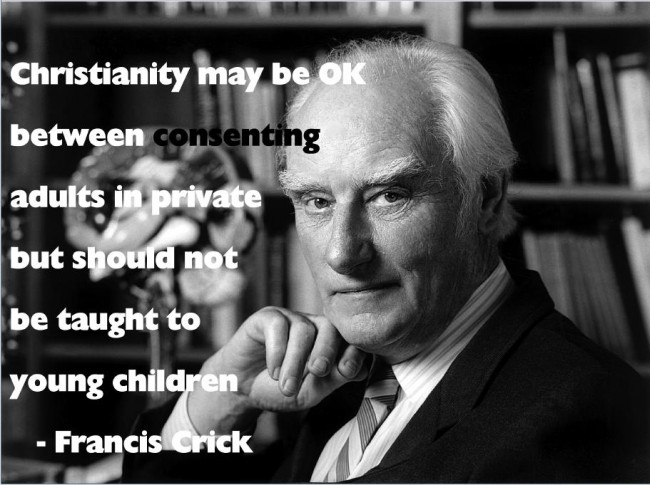 Christianity may be OK
between consenting
adults in private
but should not
be taught to
young children
- Francis Crick